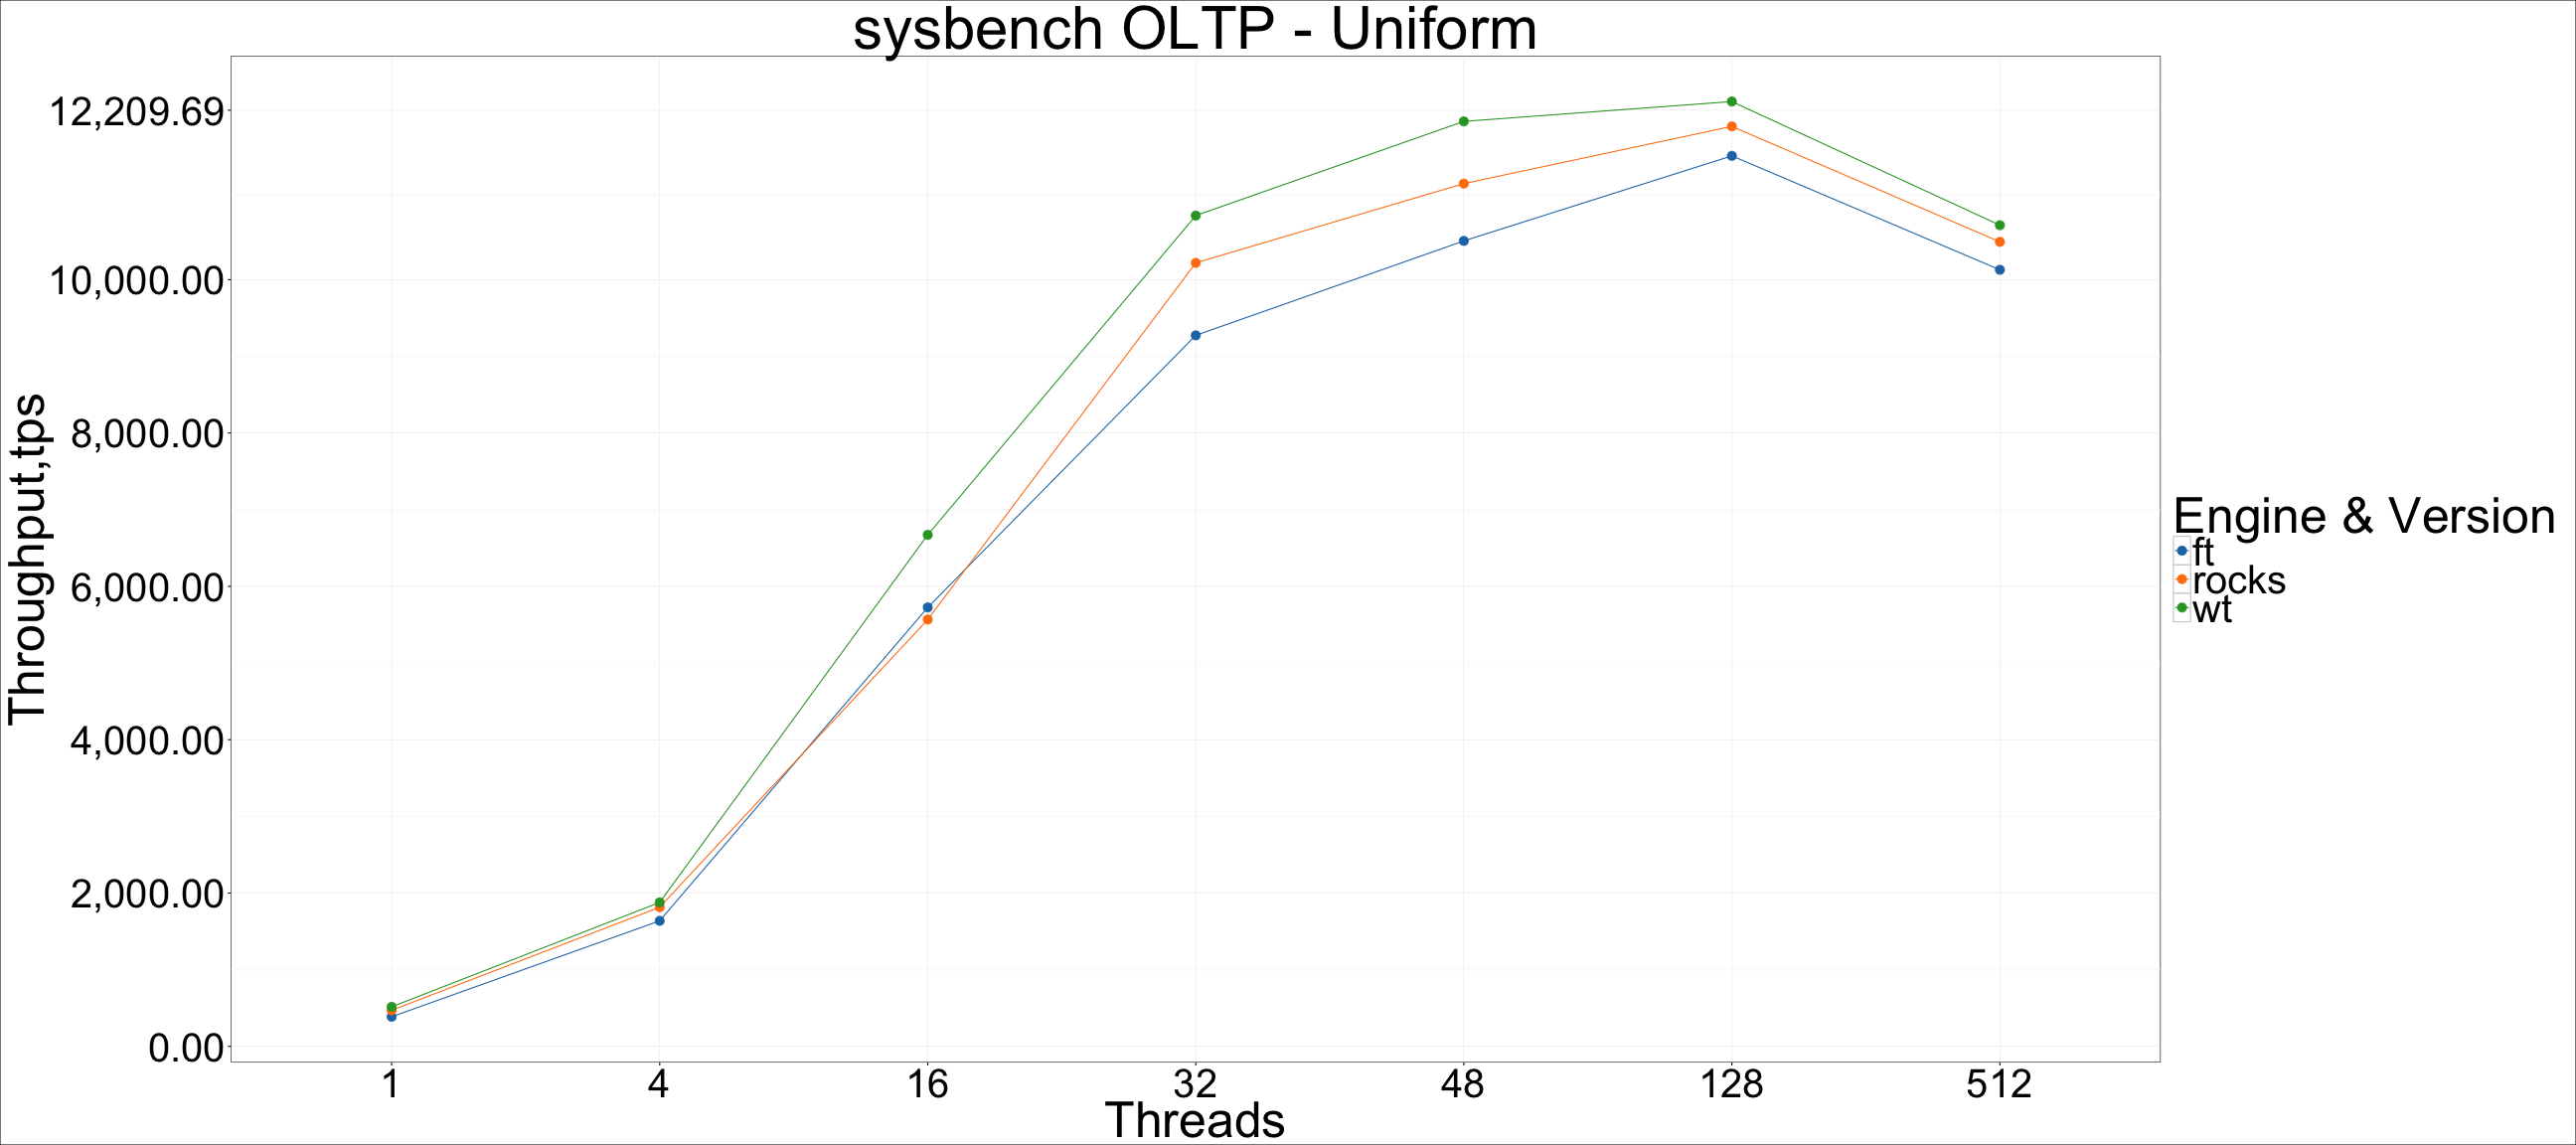 sysbench OLTP - Uniform
Throughput,tps
12,209.69
10,000.00
8,000.00
6,000.00
4,000.00
2,000.00
0.00
1 4 16 32 48 128 512
Threads
Engine & Version
ft
rocks
wt